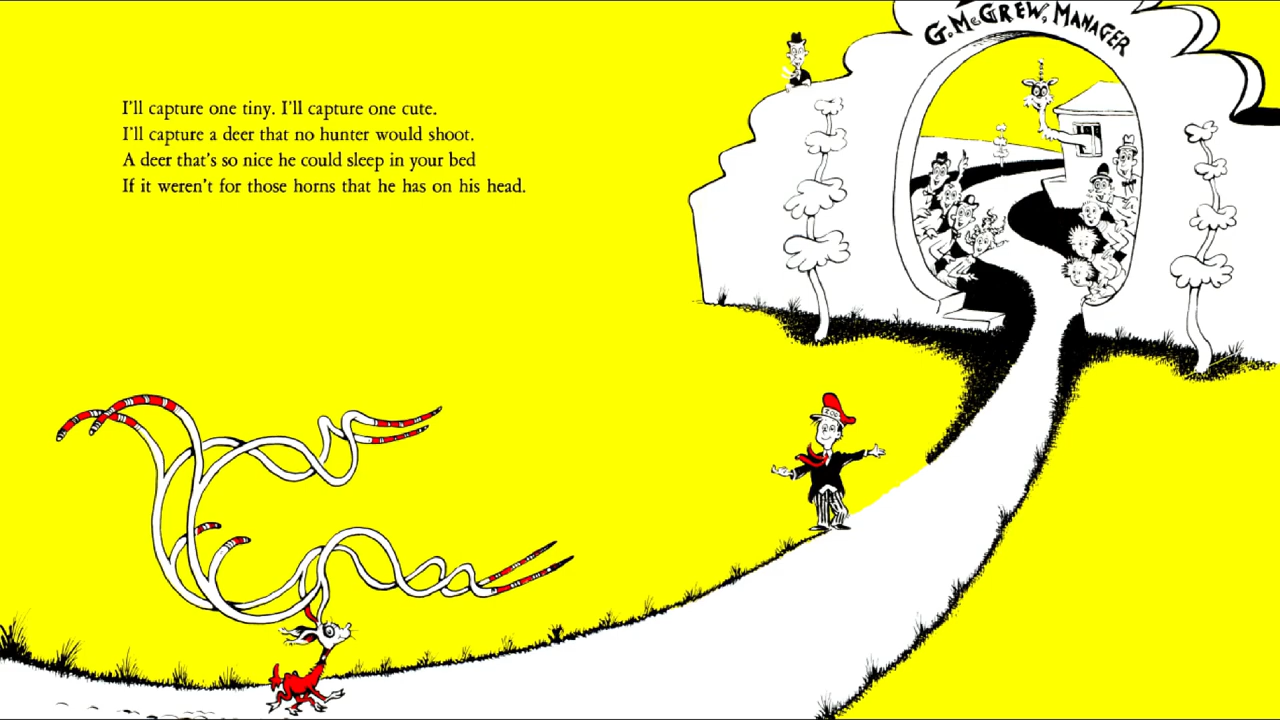 G. McGREW, MANAGER
I'll capture one tiny. I'll capture one cute.
I'll capture a deer that no hunter would shoot.
A deer that's so nice he could sleep in your bed
If it weren't for those horns that he has on his head.
ZOO